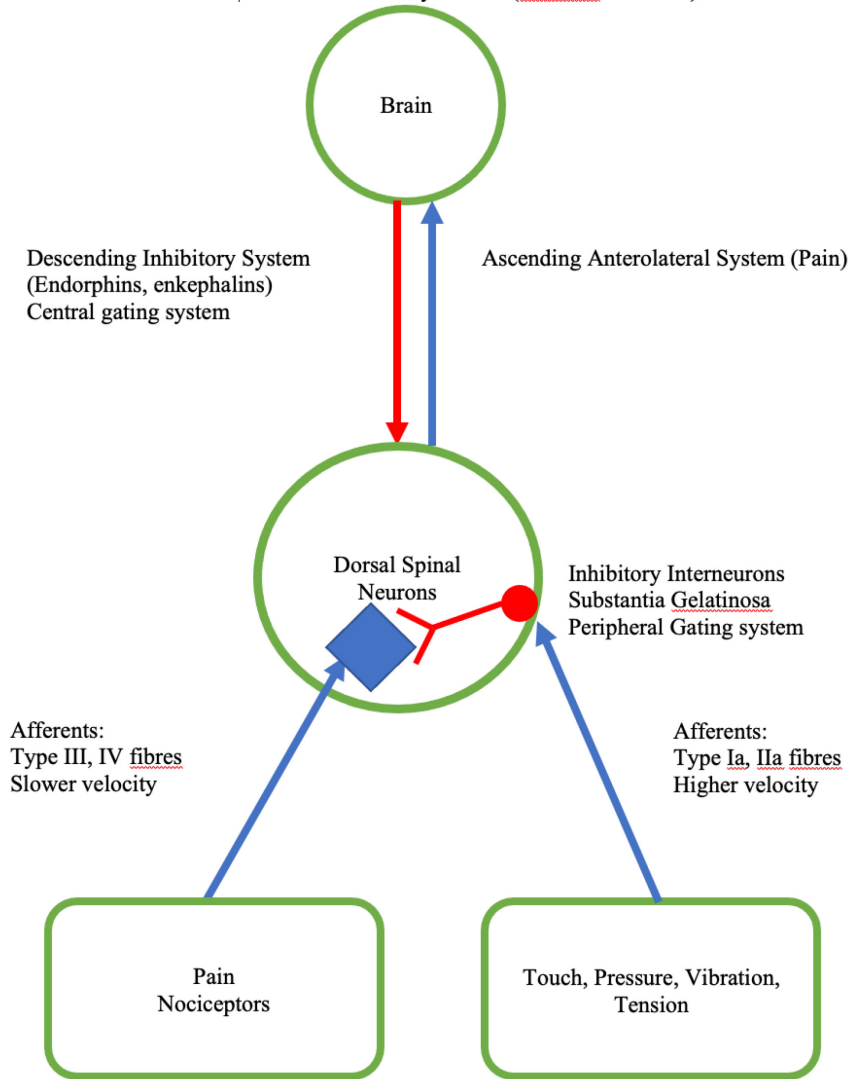 Brain
Descending Inhibitory System
(Endorphins, enkephalins)
Central gating system
Ascending Anterolateral System (Pain)
Dorsal Spinal
Neurons
Inhibitory Interneurons
Substantia Gelatinosa
Peripheral Gating system
Afferents:
Type III, IV fibres
Slower velocity
Afferents:
Type Ia, IIa fibres
Higher velocity
Pain
Nociceptors
Touch, Pressure, Vibration,
Tension